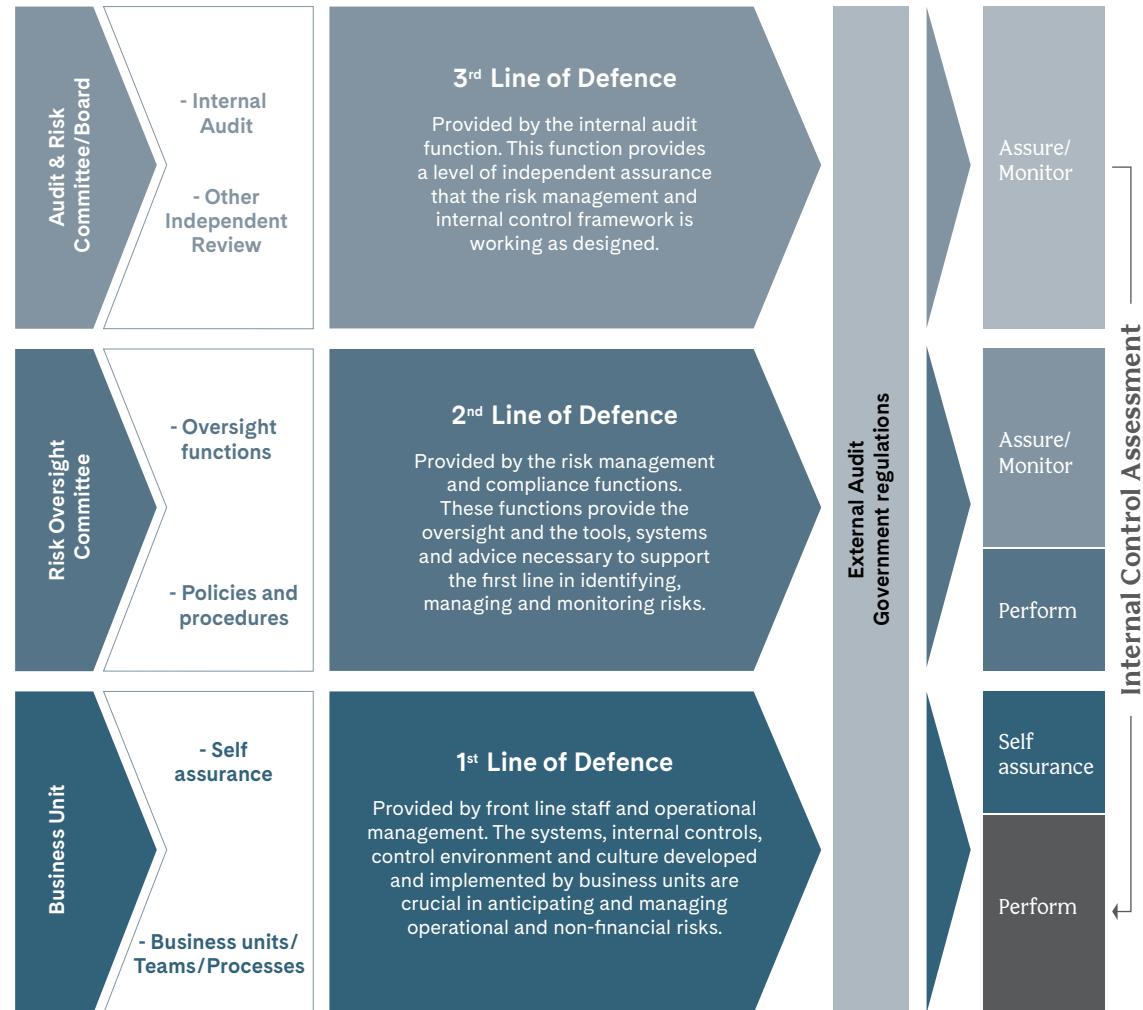 Audit & Risk
Committee/Board
- Internal
Audit
- Other
Independent
Review
3rd Line of Defence
Provided by the internal audit
function. This function provides
a level of independent assurance
that the risk management and
internal control framework is
working as designed.
Assure/
Monitor
Risk Oversight
Committee
- Oversight
functions
- Policies and
procedures
2nd Line of Defence
Provided by the risk management
and compliance functions.
These functions provide the
oversight and the tools, systems
and advice necessary to support
the first line in identifying,
managing and monitoring risks.
External Audit
Government regulations
Assure/
Monitor
Perform
Internal Control Assessment
Business Unit
- Self
assurance
- Business units/
Teams/Processes
1st Line of Defence
Provided by front line staff and operational
management. The systems, internal controls,
control environment and culture developed
and implemented by business units are
crucial in anticipating and managing
operational and non-financial risks.
Self
assurance
Perform